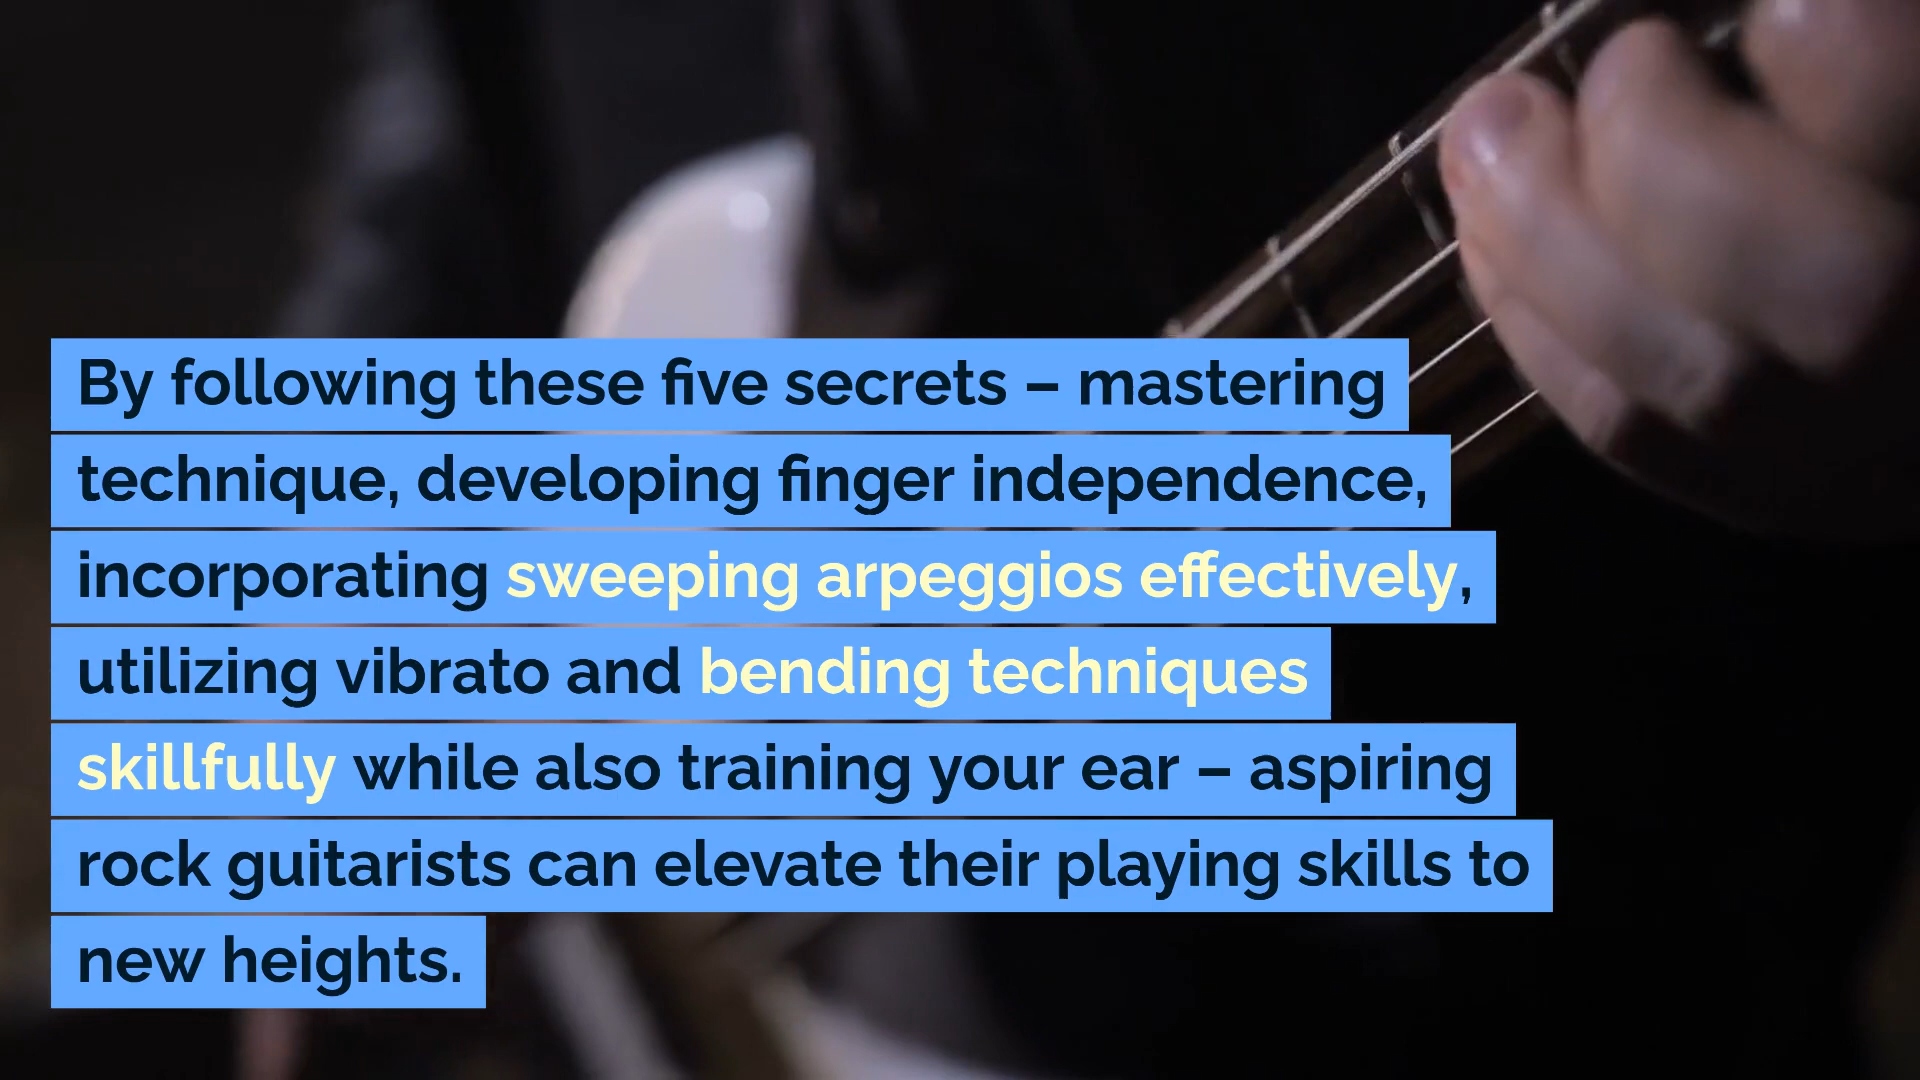 By following these five secrets – mastering
technique, developing finger independence,
incorporating sweeping arpeggios effectively,
utilizing vibrato and bending techniques
skillfully while also training your ear – aspiring
rock guitarists can elevate their playing skills to
new heights.